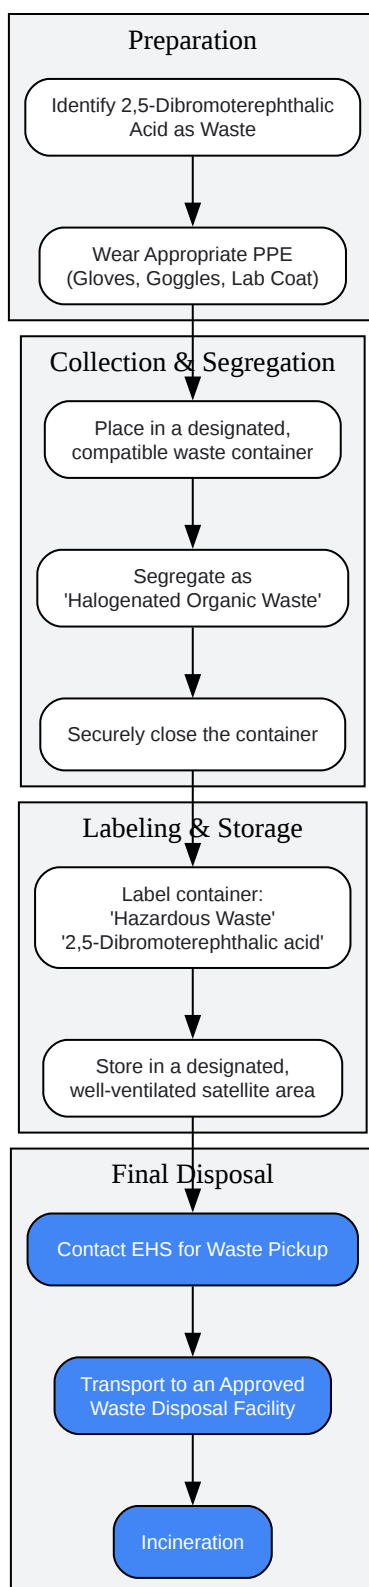 Preparation
Identify 2,5-Dibromoterephthalic
Acid as Waste
Wear Appropriate PPE
(Gloves, Goggles, Lab Coat)
Collection & Segregation
Place in a designated,
compatible waste container
Segregate as
'Halogenated Organic Waste'
Securely close the container
Labeling & Storage
Label container:
'Hazardous Waste'
'2,5-Dibromoterephthalic acid'
Store in a designated,
well-ventilated satellite area
Final Disposal
Contact EHS for Waste Pickup
Transport to an Approved
Waste Disposal Facility
Incineration